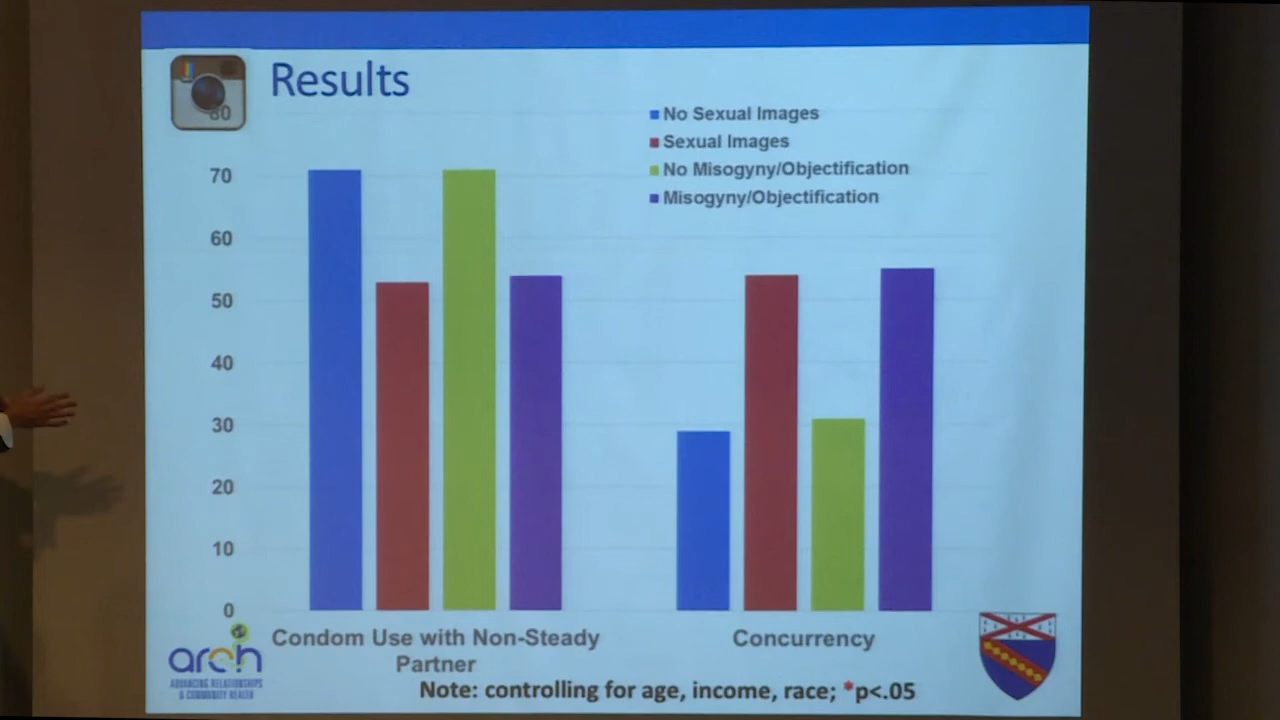 Results
No Sexual Images
Sexual Images
No Misogyny/Objectification
Misogyny/Objectification
80
70
60
50
40
30
20
10
0
Condom Use with Non-Steady
Partner
Concurrency
Note: controlling for age, income, race; *p<.05
arch
ADVANCING RELATIONSHIPS
& COMMUNITY HEALTH